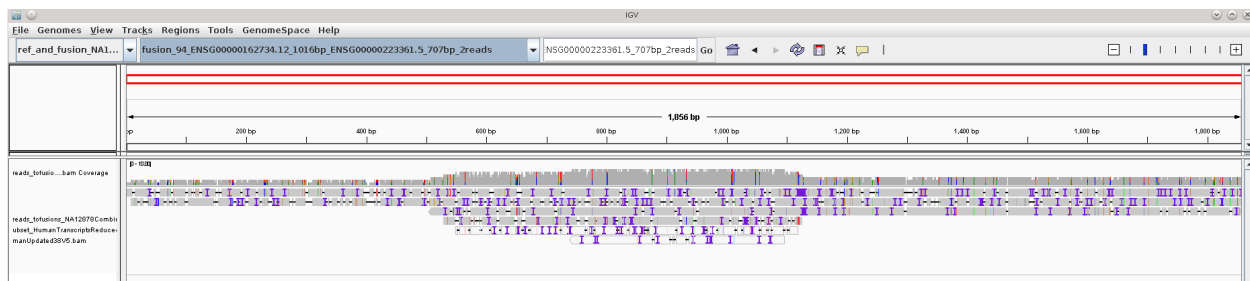 IGV
File Genomes View Tracks Regions Tools GenomeSpace Help
ref_and_fusion_NA1... fusion_94_ENSG00000162734.12_1016bp_ENSG00000223361.5_707bp_2reads NSG00000223361.5_707bp_2reads Go
1,856 bp
bp 200 bp 400 bp 600 bp 800 bp 1,000 bp 1,200 bp 1,400 bp 1,600 bp 1,800 bp
[0 - 10.00]
reads_tofusio....bam Coverage
reads_tofusions_NA12878Combi
ubset_HumanTranscriptsReduce
manUpdated38V5.bam